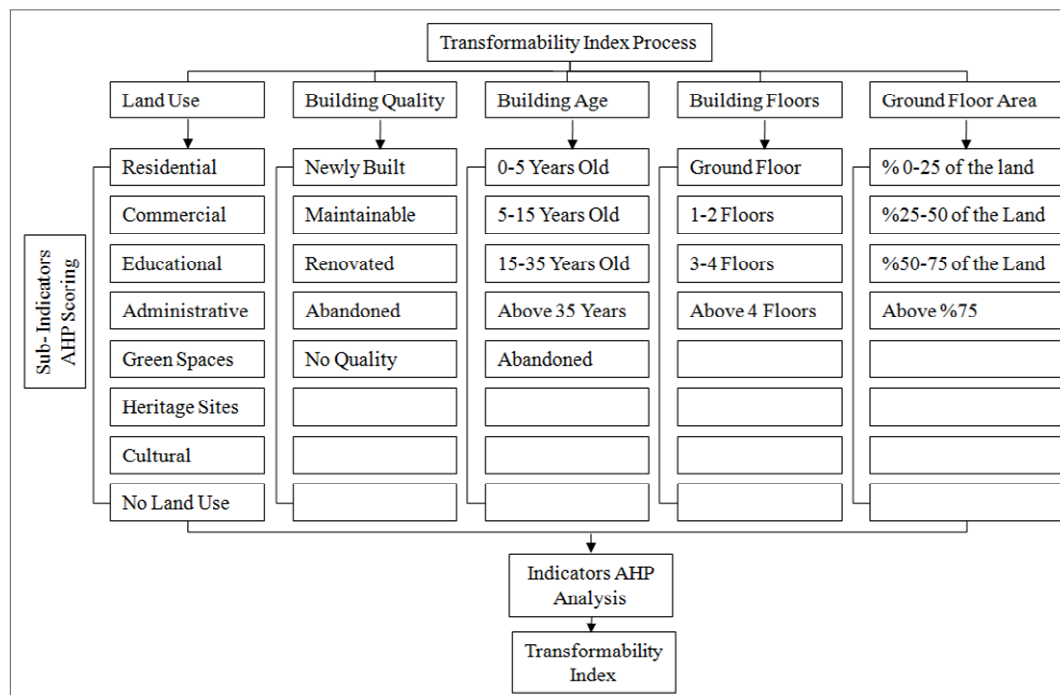 Transformability Index Process
Land Use
Building Quality
Building Age
Building Floors
Ground Floor Area
Sub- Indicators
AHP Scoring
Residential
Newly Built
0-5 Years Old
Ground Floor
% 0-25 of the land
Commercial
Maintainable
5-15 Years Old
1-2 Floors
%25-50 of the Land
Educational
Renovated
15-35 Years Old
3-4 Floors
%50-75 of the Land
Administrative
Abandoned
Above 35 Years
Above 4 Floors
Above %75
Green Spaces
No Quality
Abandoned
Heritage Sites
Cultural
No Land Use
Indicators AHP
Analysis
Transformability
Index